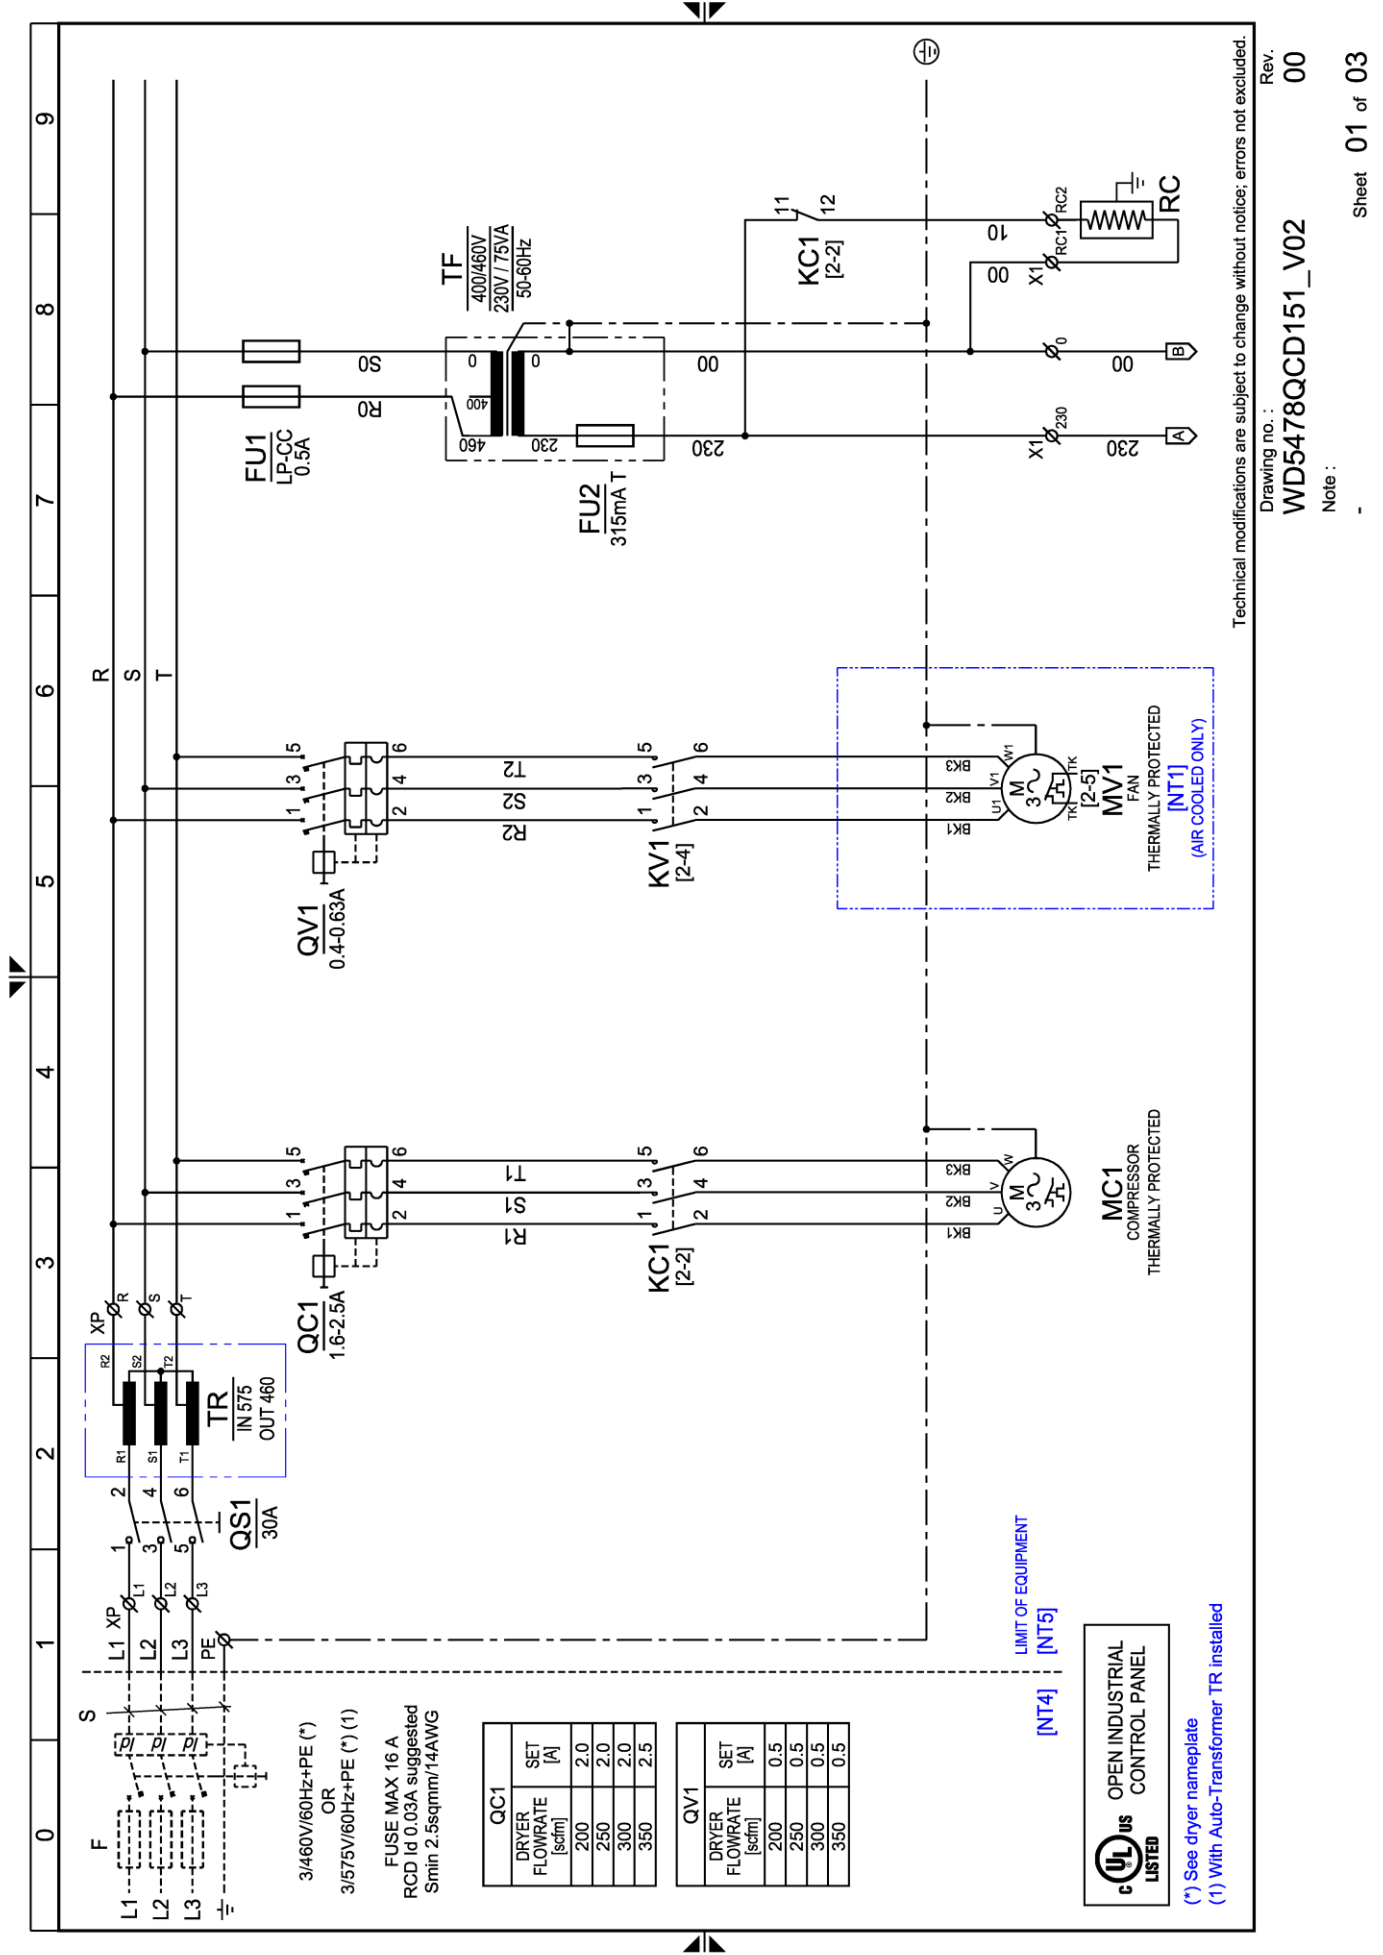 0 1 2 3 4 5 6 7 8 9
F
L1
L2
L3
Id Id Id
S
L1
L2
L3
PE
XP
L1
L2
L3
1 2
3 4
5 6
QS1
30A
R1 R2
S1 S2
T1 T2
TR
IN 575
OUT 460
XP
R
S
T
R
S
T
3/460V/60Hz+PE (*)
OR
3/575V/60Hz+PE (*) (1)
FUSE MAX 16 A
RCD Id 0.03A suggested
Smin 2.5sqmm/14AWG
QC1
DRYER
FLOWRATE
[scfm]
SET
[A]
200 2.0
250 2.0
300 2.0
350 2.5
QV1
DRYER
FLOWRATE
[scfm]
SET
[A]
200 0.5
250 0.5
300 0.5
350 0.5
QC1
1.6-2.5A
1 3 5
2 4 6
R1 S1 T1
KC1
[2-2]
1 3 5
2 4 6
BK1 BK2 BK3
U V W
M
3
MC1
COMPRESSOR
THERMALLY PROTECTED
QV1
0.4-0.63A
1 3 5
2 4 6
R2 S2 T2
KV1
[2-4]
1 3 5
2 4 6
BK1 BK2 BK3
U1 V1 W1
M
3
TK TK
[2-5]
MV1
FAN
THERMALLY PROTECTED
[NT1]
(AIR COOLED ONLY)
FU1
LP-CC
0.5A
R0 S0
TF
400/460V
230V / 75VA
50-60Hz
460 400 0
230 0
FU2
315mA T
230 00
KC1
[2-2]
11
12
00 10
X1 RC1 RC2
RC
X1 230 0
230 00
A B
LIMIT OF EQUIPMENT
[NT4] [NT5]
C UL US
LISTED
OPEN INDUSTRIAL
CONTROL PANEL
(*) See dryer nameplate
(1) With Auto-Transformer TR installed
Technical modifications are subject to change without notice; errors not excluded.
Drawing no. :
WD5478QCD151_V02
Rev.
00
Note :
-
Sheet 01 of 03